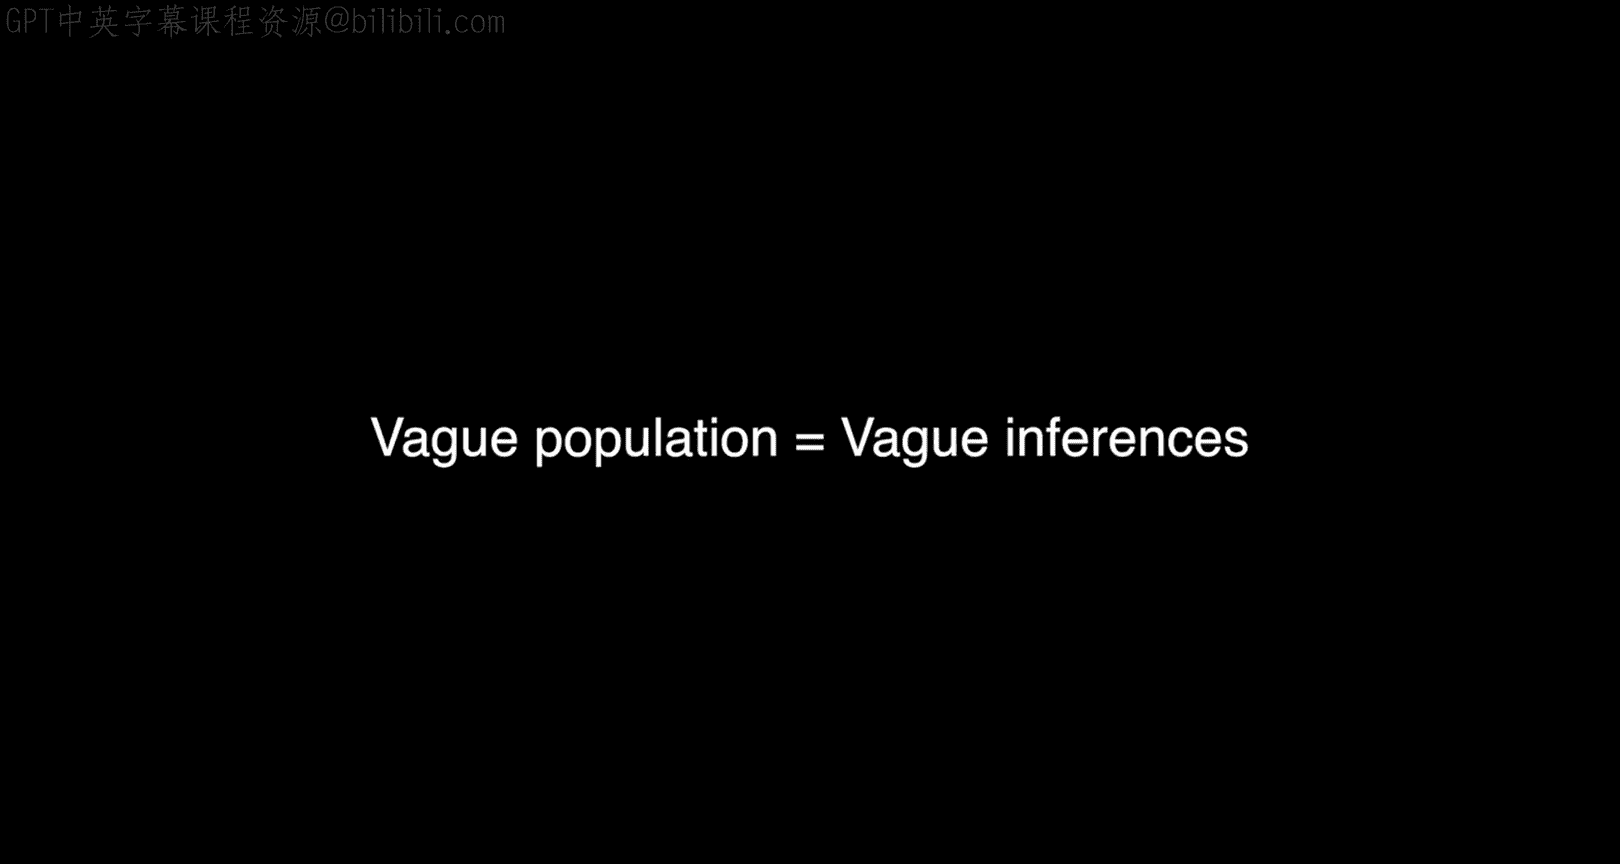 GPT中英字幕课程资源@bilibili.com
Vague population = Vague inferences